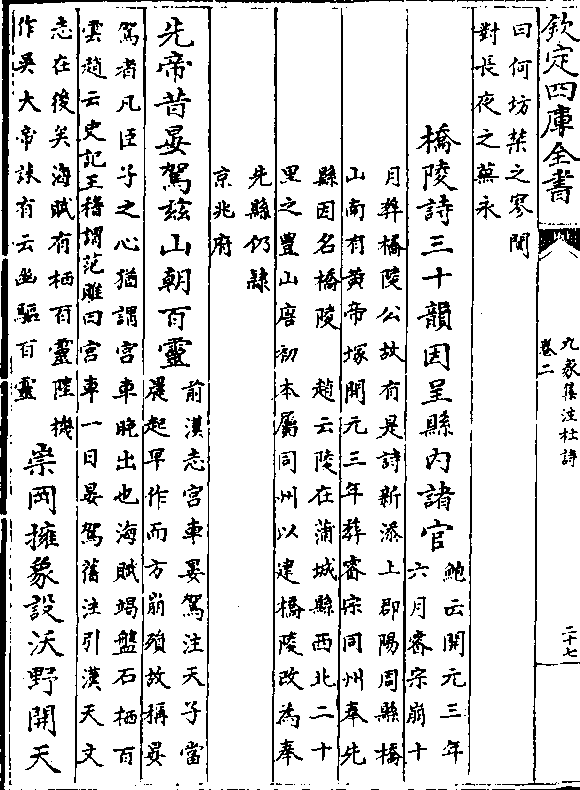 欽定四庫全書
九家集注杜詩
卷二
二十七
曰何坊禁之寥闃
對長夜之蕪永
橋陵詩三十韻因呈縣內諸官
鮑云開元三年
六月睿宗崩十
月葬橋陵公故有是詩新添上郡陽周縣橋
山南有黄帝塚開元三年葬睿宗同州奉先
縣因名橋陵　趙云陵在蒲城縣西北二十
里之豐山唐初本屬同州以建橋陵改為奉
先縣仍隷
京兆府
先帝昔晏駕兹山朝百靈
前漢志宫車晏駕注天子當
晨起早作而方崩殞故稱晏
駕者凡臣子之心猶謂宫車晚出也海賦竭盤石栖百
靈趙云史記王稽謂范雎曰宫車一日晏駕舊注引漢天文
志在後矣海賦有栖百靈陸機
作吳大帝誄有云幽驅百靈
崇岡擁象設沃野開天